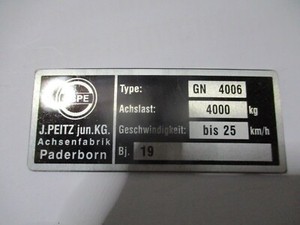 PE
J.PEITZ jun.KG.
Achsenfabrik
Paderborn
Type: GN 4006
Achslast: 4000 kg
Geschwindigkeit: bis 25 km/h
Bj. 19